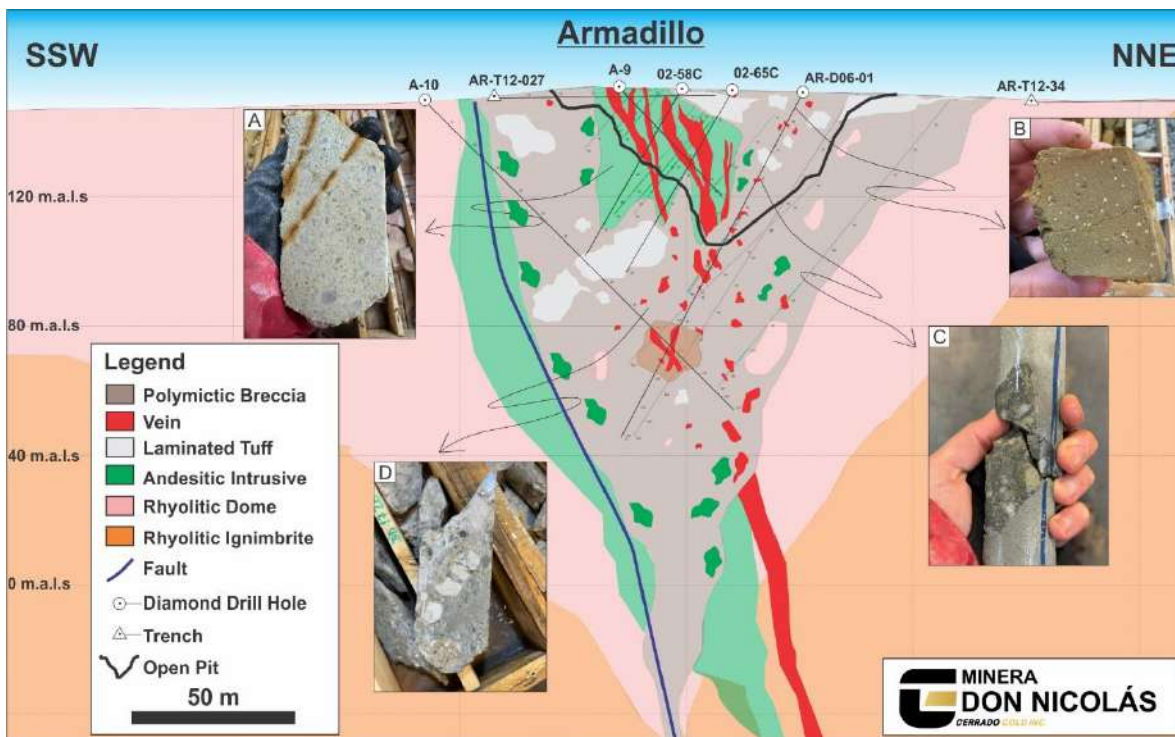 Armadillo
SSW
NNE
A-10
AR-T12-027
A-9
02-58C
02-65C
AR-D06-01
AR-T12-34
A
B
120 m.a.l.s
80 m.a.l.s
C
Legend
Polymictic Breccia
Vein
Laminated Tuff
Andesitic Intrusive
Rhyolitic Dome
Rhyolitic Ignimbrite
Fault
Diamond Drill Hole
Trench
Open Pit
50 m
40 m.a.l.s
D
0 m.a.l.s
MINERA
DON NICOLÁS
CERRADO GOLD INC